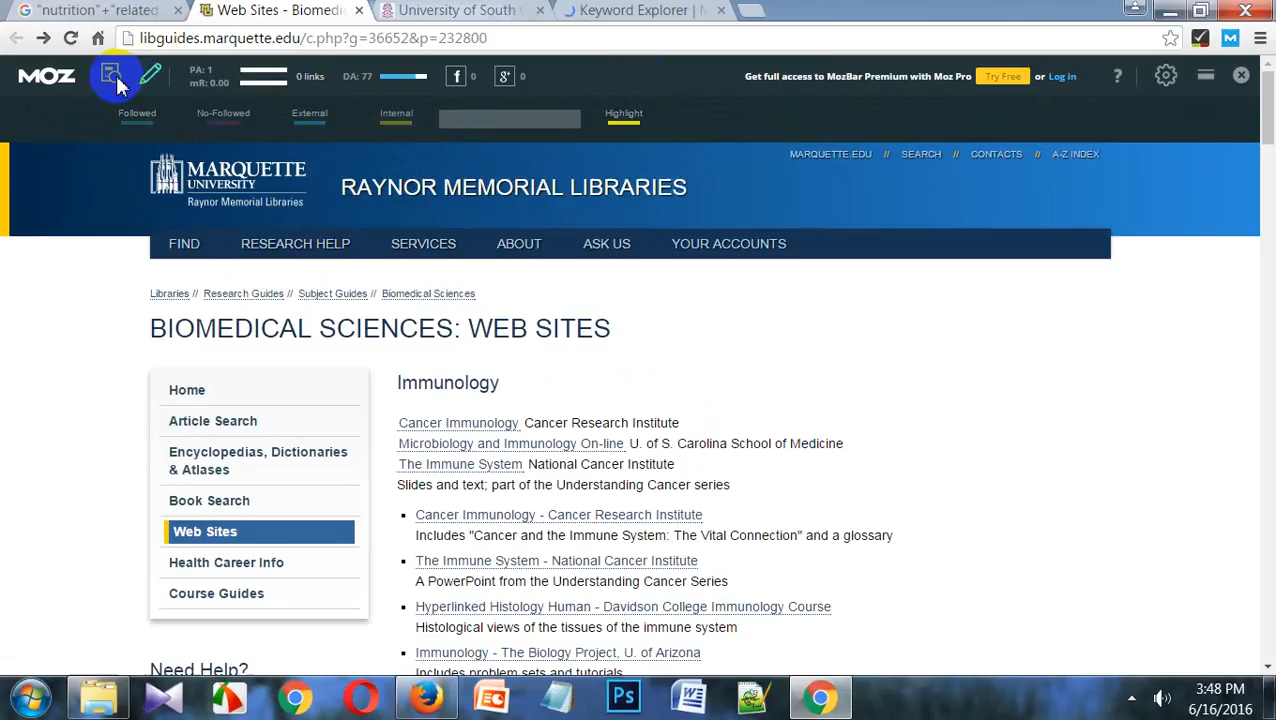 "nutrition"+"related
Web Sites - Biomedi
University of South C
Keyword Explorer | M
libguides.marquette.edu/c.php?g=36652&p=232800
MOZ
PA: 1
mR: 0.00
0 links
DA: 77
0
0
Get full access to MozBar Premium with Moz Pro Try Free or Log in
Followed No-Followed External Internal Highlight
MARQUETTE.EDU // SEARCH // CONTACTS // A-Z INDEX
MARQUETTE
UNIVERSITY
Raynor Memorial Libraries
RAYNOR MEMORIAL LIBRARIES
FIND RESEARCH HELP SERVICES ABOUT ASK US YOUR ACCOUNTS
Libraries // Research Guides // Subject Guides // Biomedical Sciences
BIOMEDICAL SCIENCES: WEB SITES
Home
Article Search
Encyclopedias, Dictionaries
& Atlases
Book Search
Web Sites
Health Career Info
Course Guides
Need Help?
Immunology
Cancer Immunology Cancer Research Institute
Microbiology and Immunology On-line U. of S. Carolina School of Medicine
The Immune System National Cancer Institute
Slides and text; part of the Understanding Cancer series
Cancer Immunology - Cancer Research Institute
Includes "Cancer and the Immune System: The Vital Connection" and a glossary
The Immune System - National Cancer Institute
A PowerPoint from the Understanding Cancer Series
Hyperlinked Histology Human - Davidson College Immunology Course
Histological views of the tissues of the immune system
Immunology - The Biology Project, U. of Arizona
Includes problem sets and tutorials
3:48 PM
6/16/2016